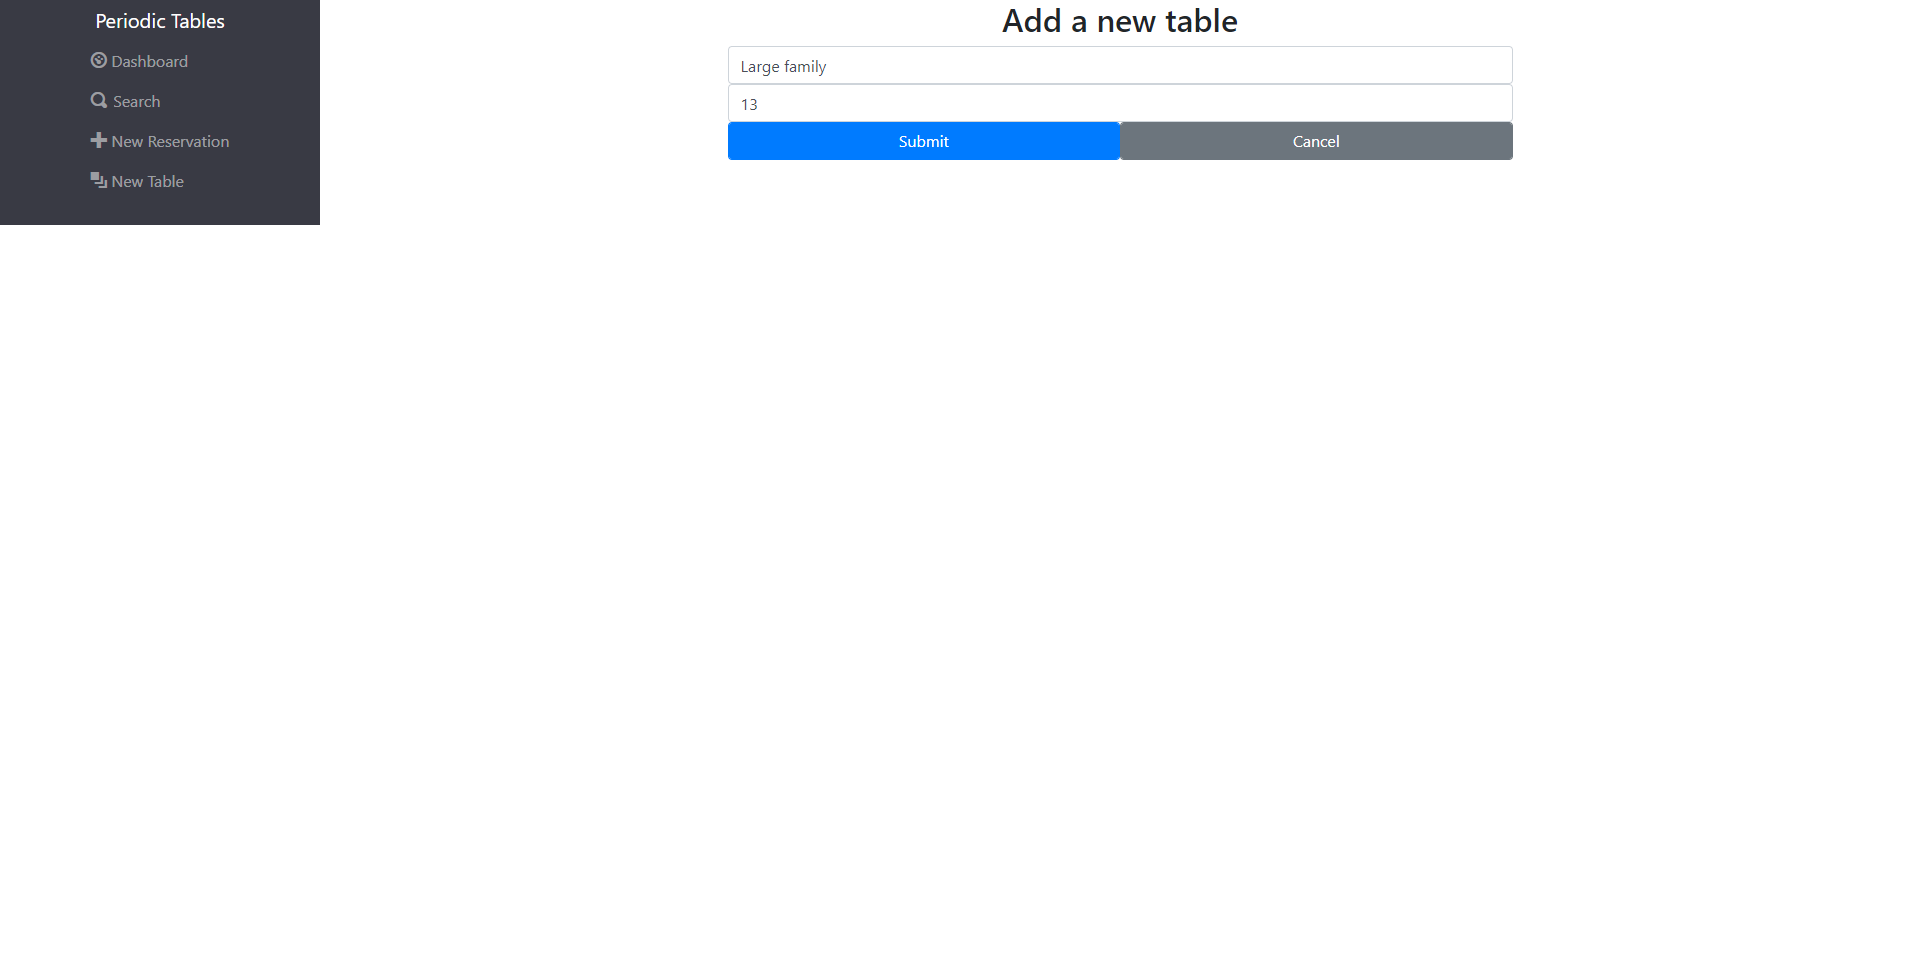 Periodic Tables
Dashboard
Search
New Reservation
New Table
Add a new table
Large family
13
Submit
Cancel